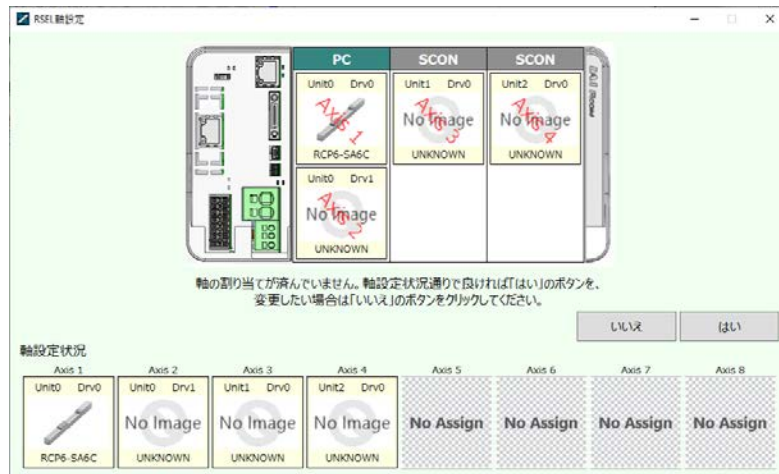 RSEL軸設定
PC SCON SCON
Unit0 Drv0 Unit1 Drv0 Unit2 Drv0
Axis 1 No Image Axis 3 No Image Axis 4
RCP6-SA6C UNKNOWN UNKNOWN
Unit0 Drv1
No Image Axis 2
UNKNOWN
軸の割り当てが済んでいません。軸設定状況通りで良ければ「はい」のボタンを、
変更したい場合は「いいえ」のボタンをクリックしてください。
いいえ はい
軸設定状況
Axis 1 Axis 2 Axis 3 Axis 4 Axis 5 Axis 6 Axis 7 Axis 8
Unit0 Drv0 Unit0 Drv1 Unit1 Drv0 Unit2 Drv0
No Image No Image No Image No Assign No Assign No Assign No Assign
RCP6-SA6C UNKNOWN UNKNOWN UNKNOWN